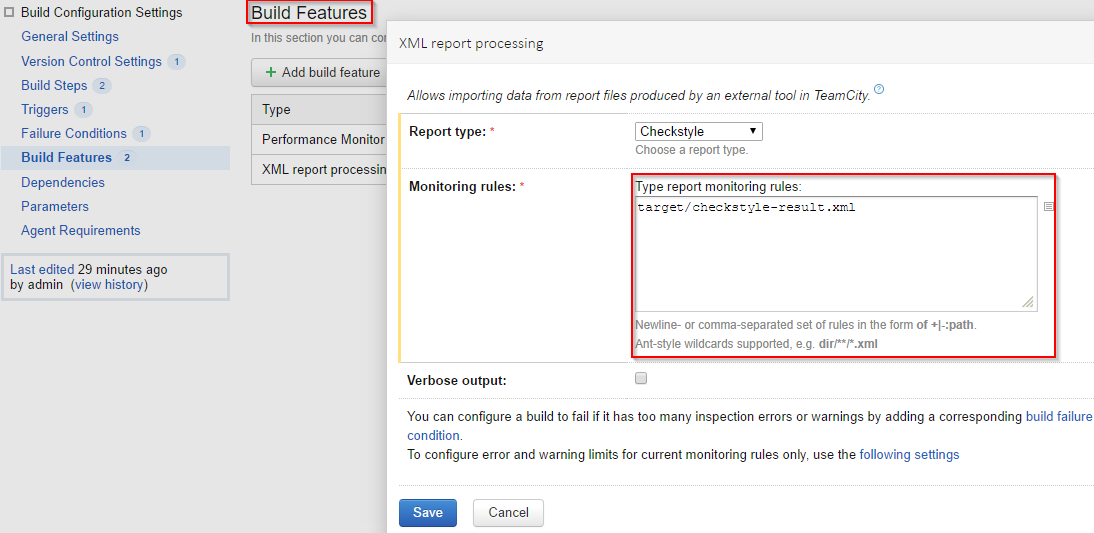 Build Configuration Settings
General Settings
Version Control Settings 1
Build Steps 2
Triggers 1
Failure Conditions 1
Build Features 2
Dependencies
Parameters
Agent Requirements
Last edited 29 minutes ago
by admin (view history)
Build Features
In this section you can con
+ Add build feature
Type
Performance Monitor
XML report processin
XML report processing
Allows importing data from report files produced by an external tool in TeamCity. ?
Report type: *
Checkstyle
Choose a report type.
Monitoring rules: *
Type report monitoring rules:
target/checkstyle-result.xml
Newline- or comma-separated set of rules in the form of +|-:path.
Ant-style wildcards supported, e.g. dir/**/*.xml
Verbose output:
You can configure a build to fail if it has too many inspection errors or warnings by adding a corresponding build failure
condition.
To configure error and warning limits for current monitoring rules only, use the following settings
Save
Cancel